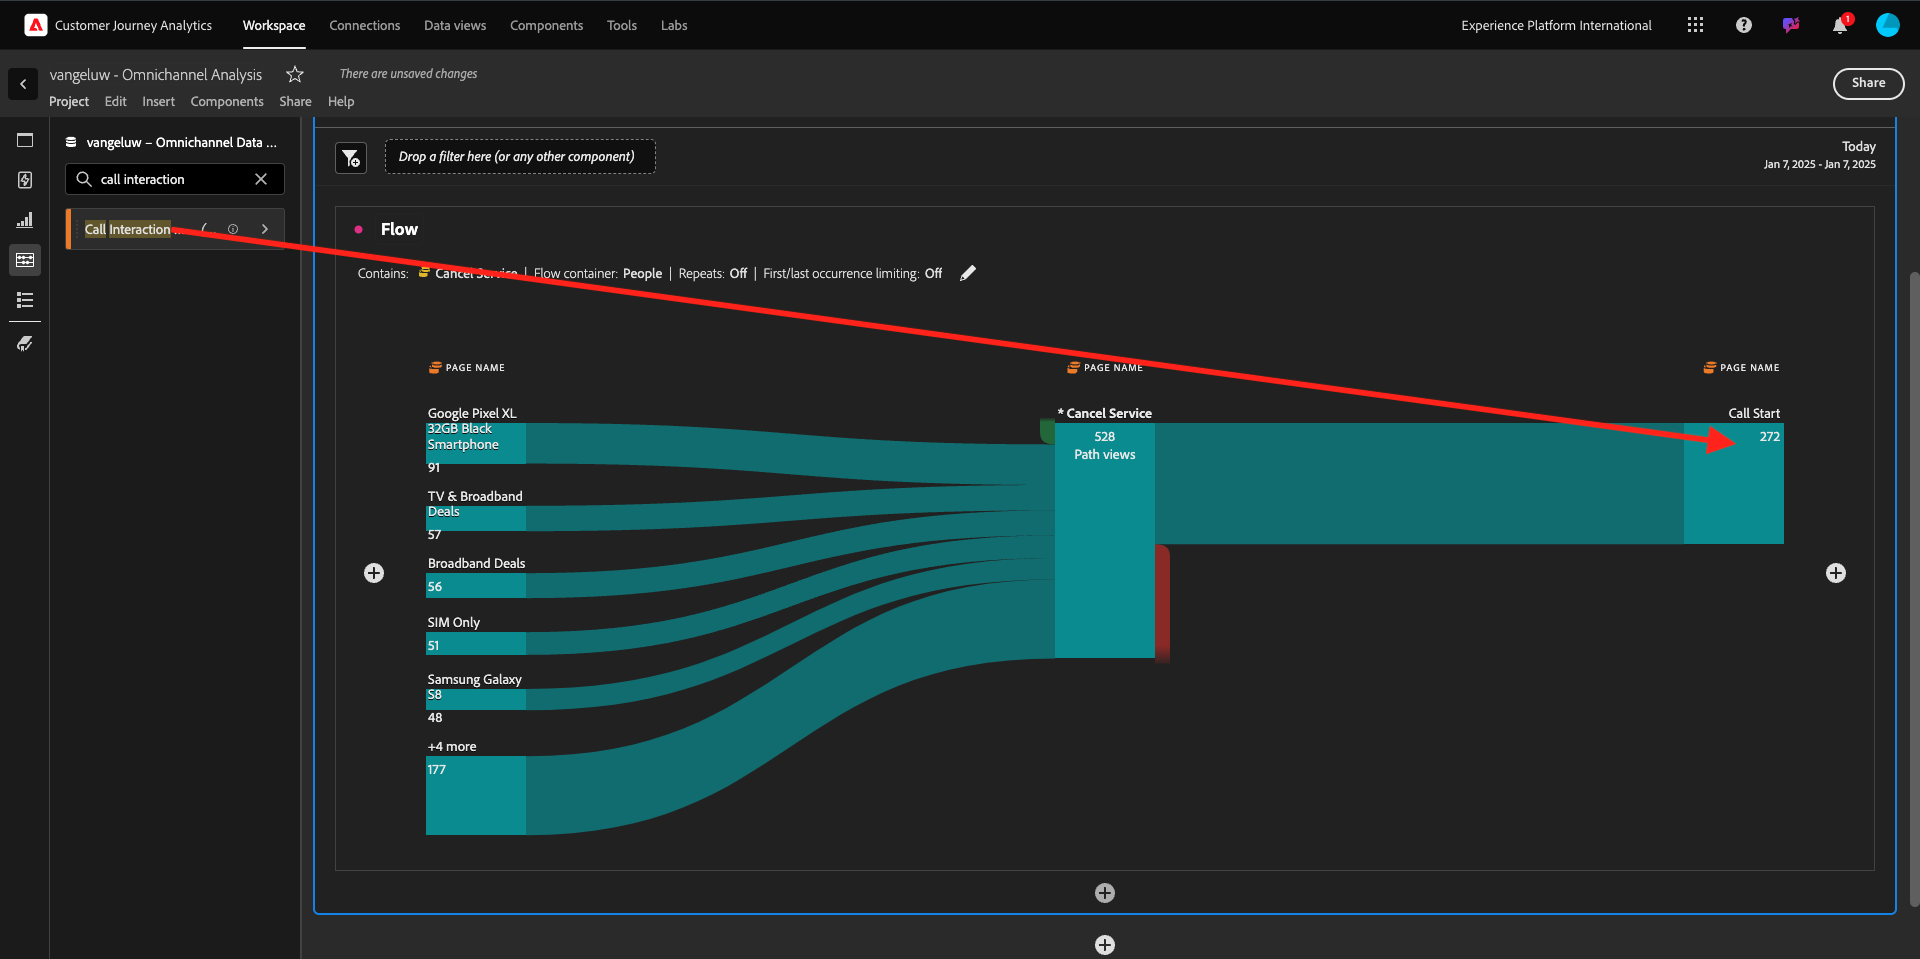 Customer Journey Analytics
Workspace
Connections
Data views
Components
Tools
Labs
Experience Platform International
1
vangeluw - Omnichannel Analysis
There are unsaved changes
Project
Edit
Insert
Components
Share
Help
Share
vangeluw – Omnichannel Data ...
call interaction
Call Interaction ... (...
Drop a filter here (or any other component)
Today
Jan 7, 2025 - Jan 7, 2025
Flow
Contains: Cancel Service | Flow container: People | Repeats: Off | First/last occurrence limiting: Off
PAGE NAME
PAGE NAME
PAGE NAME
Google Pixel XL
32GB Black
Smartphone
91
TV & Broadband
Deals
57
Broadband Deals
56
SIM Only
51
Samsung Galaxy
S8
48
+4 more
177
* Cancel Service
528
Path views
Call Start
272